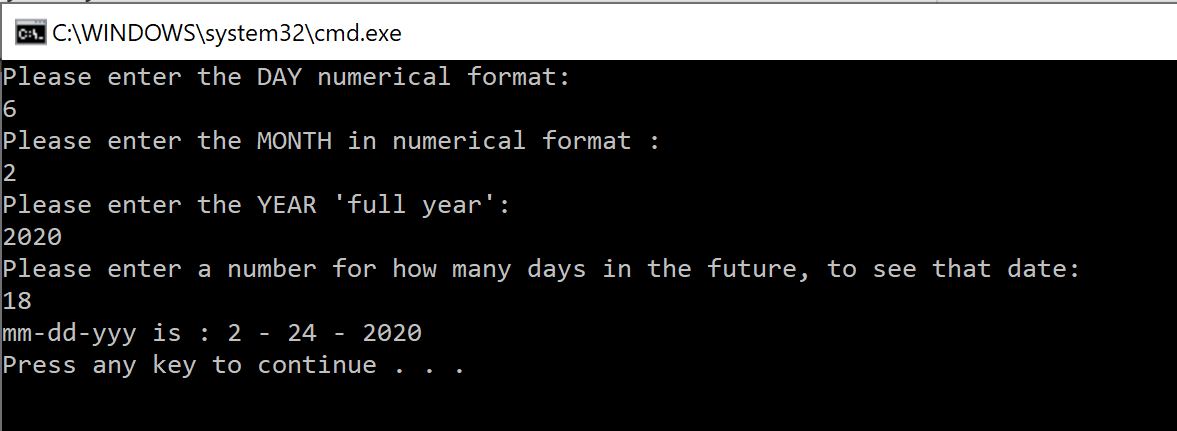 C:\WINDOWS\system32\cmd.exe
Please enter the DAY numerical format:
6
Please enter the MONTH in numerical format :
2
Please enter the YEAR 'full year':
2020
Please enter a number for how many days in the future, to see that date:
18
mm-dd-yyy is : 2 - 24 - 2020
Press any key to continue . . .